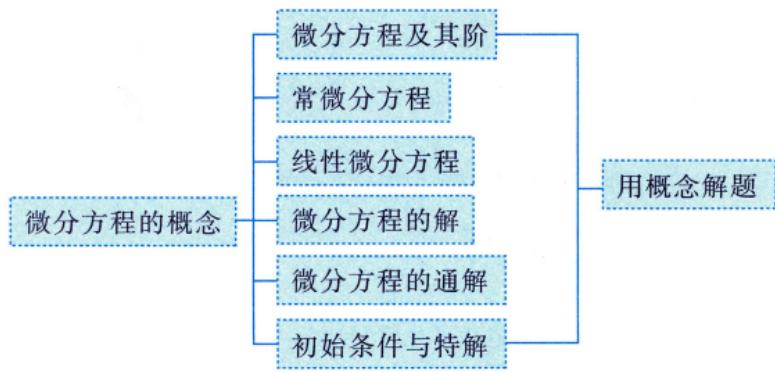 微分方程的概念
微分方程及其阶
常微分方程
线性微分方程
微分方程的解
微分方程的通解
初始条件与特解
用概念解题